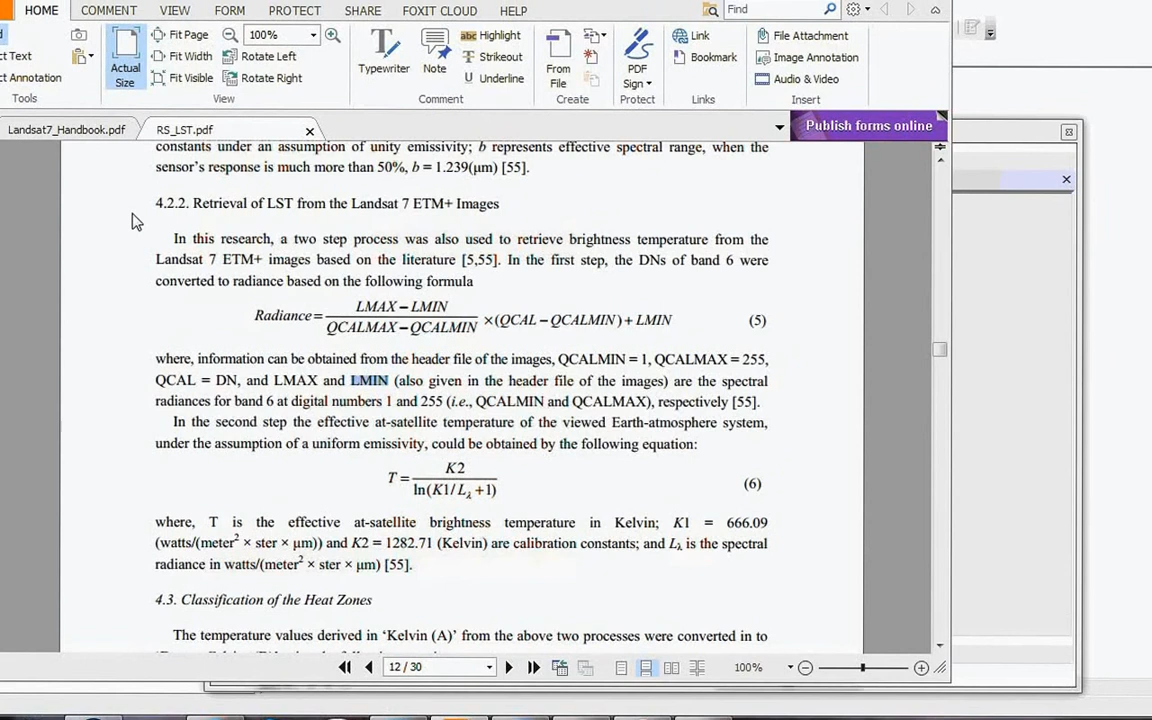 HOME COMMENT VIEW FORM PROTECT SHARE FOXIT CLOUD HELP Find
Fit Page 100% Highlight Link File Attachment
ct Text Fit Width Rotate Left Strikeout Bookmark Image Annotation
ct Annotation Fit Visible Rotate Right Underline Audio & Video
Actual Size Typewriter Note From File PDF Sign
Tools View Comment Create Protect Links Insert
Landsat7_Handbook.pdf RS_LST.pdf Publish forms online
constants under an assumption of unity emissivity; b represents effective spectral range, when the
sensor's response is much more than 50%, b = 1.239(μm) [55].
4.2.2. Retrieval of LST from the Landsat 7 ETM+ Images
In this research, a two step process was also used to retrieve brightness temperature from the
Landsat 7 ETM+ images based on the literature [5,55]. In the first step, the DNs of band 6 were
converted to radiance based on the following formula
Radiance = (LMAX − LMIN) / (QCALMAX − QCALMIN) ×(QCAL − QCALMIN) + LMIN (5)
where, information can be obtained from the header file of the images, QCALMIN = 1, QCALMAX = 255,
QCAL = DN, and LMAX and LMIN (also given in the header file of the images) are the spectral
radiances for band 6 at digital numbers 1 and 255 (i.e., QCALMIN and QCALMAX), respectively [55].
In the second step the effective at-satellite temperature of the viewed Earth-atmosphere system,
under the assumption of a uniform emissivity, could be obtained by the following equation:
T = K2 / ln(K1/Lλ +1) (6)
where, T is the effective at-satellite brightness temperature in Kelvin; K1 = 666.09
(watts/(meter² × ster × μm)) and K2 = 1282.71 (Kelvin) are calibration constants; and Lλ is the spectral
radiance in watts/(meter² × ster × μm) [55].
4.3. Classification of the Heat Zones
The temperature values derived in 'Kelvin (A)' from the above two processes were converted in to
12 / 30 100%